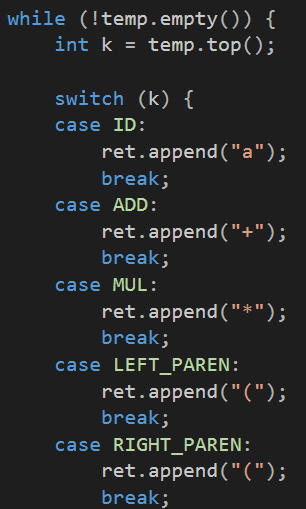 while (!temp.empty()) {
    int k = temp.top();

    switch (k) {
    case ID:
        ret.append("a");
        break;
    case ADD:
        ret.append("+");
        break;
    case MUL:
        ret.append("*");
        break;
    case LEFT_PAREN:
        ret.append("(");
        break;
    case RIGHT_PAREN:
        ret.append("(");
        break;